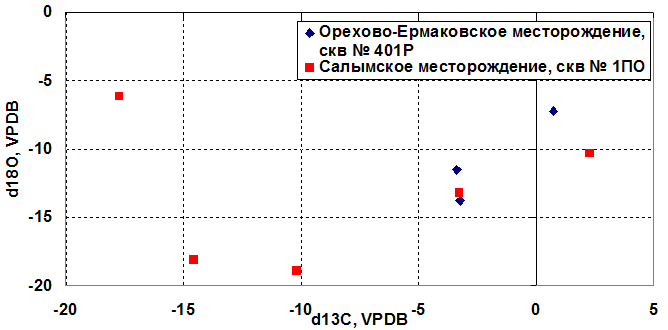 0
-5
-10
-15
-20
d18O, VPDB
Орехово-Ермаковское месторождение,
скв № 401Р
Салымское месторождение, скв № 1ПО
-20
-15
-10
-5
0
5
d13C, VPDB